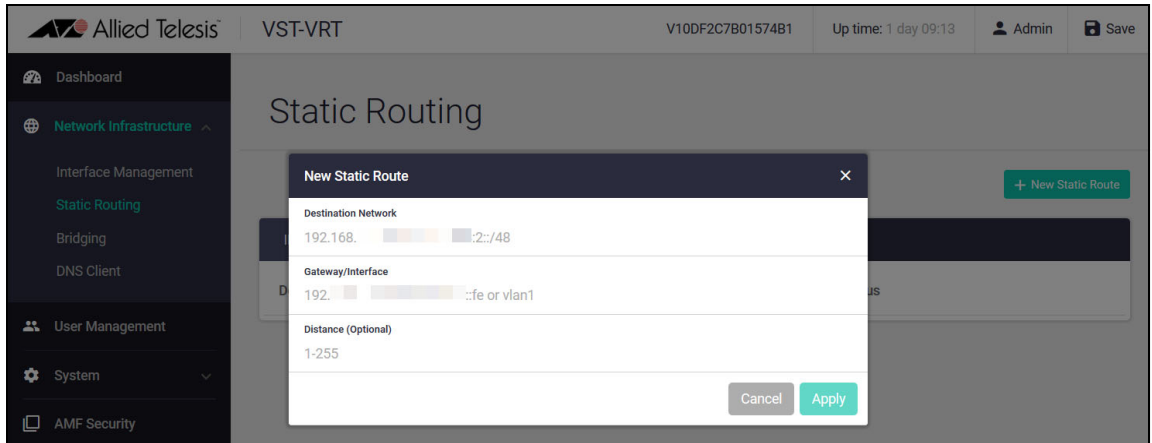 Allied Telesis
VST-VRT
V10DF2C7B01574B1
Up time: 1 day 09:13
Admin
Save
Dashboard
Network Infrastructure
Interface Management
Static Routing
Bridging
DNS Client
User Management
System
AMF Security
Static Routing
+ New Static Route
New Static Route
Destination Network
192.168. :2::/48
Gateway/Interface
192. ::fe or vlan1
Distance (Optional)
1-255
Cancel
Apply